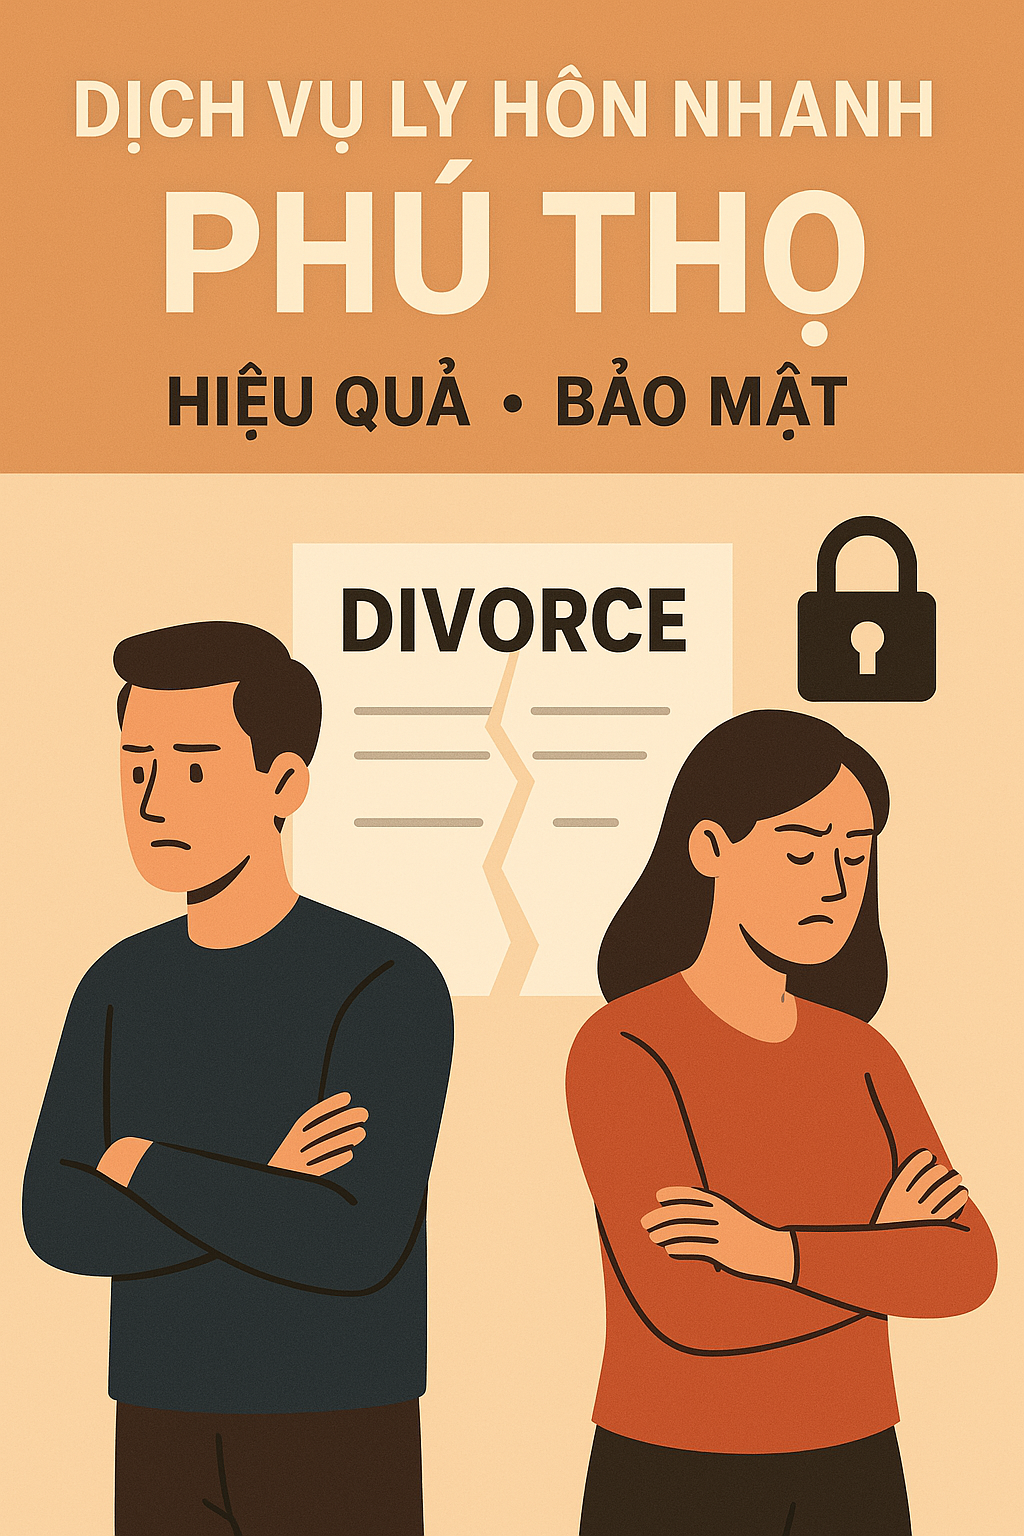 DỊCH VỤ LY HÔN NHANH
PHÚ THỌ
HIỆU QUẢ • BẢO MẬT
DIVORCE